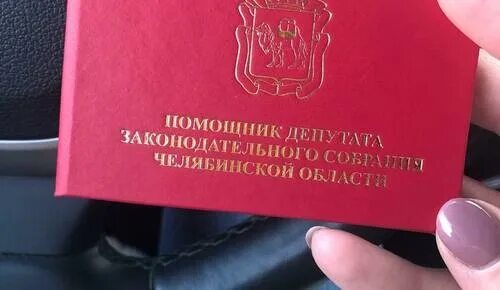 ПОМОЩНИК ДЕПУТАТА
ЗАКОНОДАТЕЛЬНОГО СОБРАНИЯ
ЧЕЛЯБИНСКОЙ ОБЛАСТИ